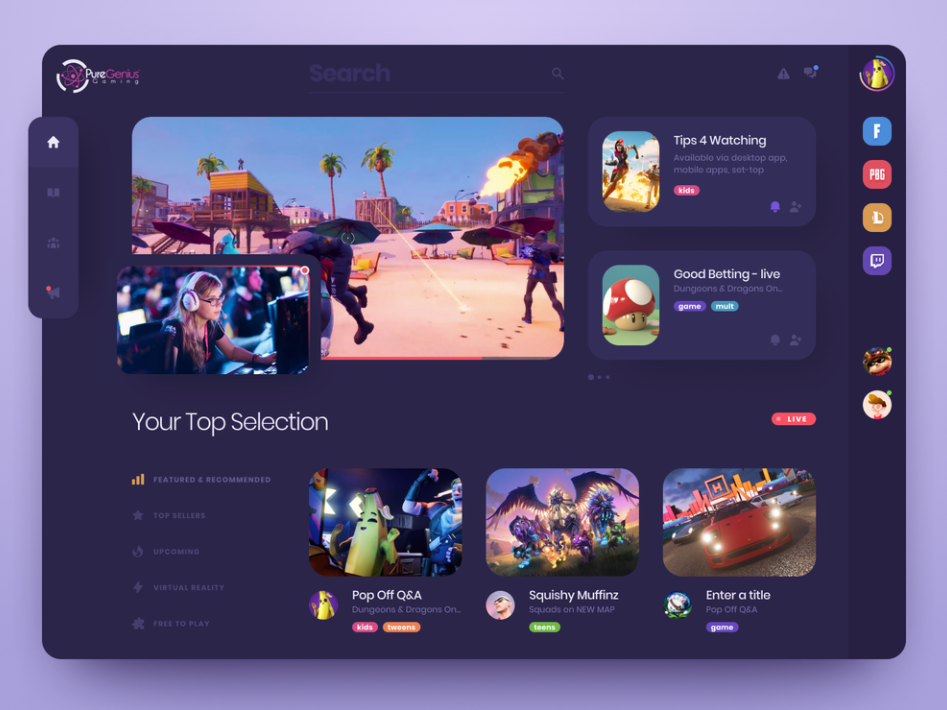 PureGenius
Gaming
Search
Tips 4 Watching
Available via desktop app,
mobile apps, set-top
kids
F
PBG
L
Good Betting - live
Dungeons & Dragons On...
game mult
Your Top Selection
LIVE
FEATURED & RECOMMENDED
TOP SELLERS
UPCOMING
VIRTUAL REALITY
FREE TO PLAY
Pop Off Q&A
Dungeons & Dragons On...
kids tweens
Squishy Muffinz
Squads on NEW MAP
teens
Enter a title
Pop Off Q&A
game